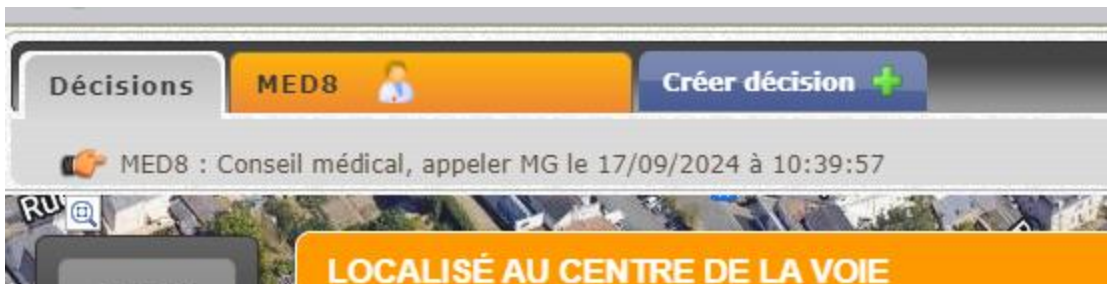 Décisions
MED8
Créer décision
MED8 : Conseil médical, appeler MG le 17/09/2024 à 10:39:57
LOCALISÉ AU CENTRE DE LA VOIE